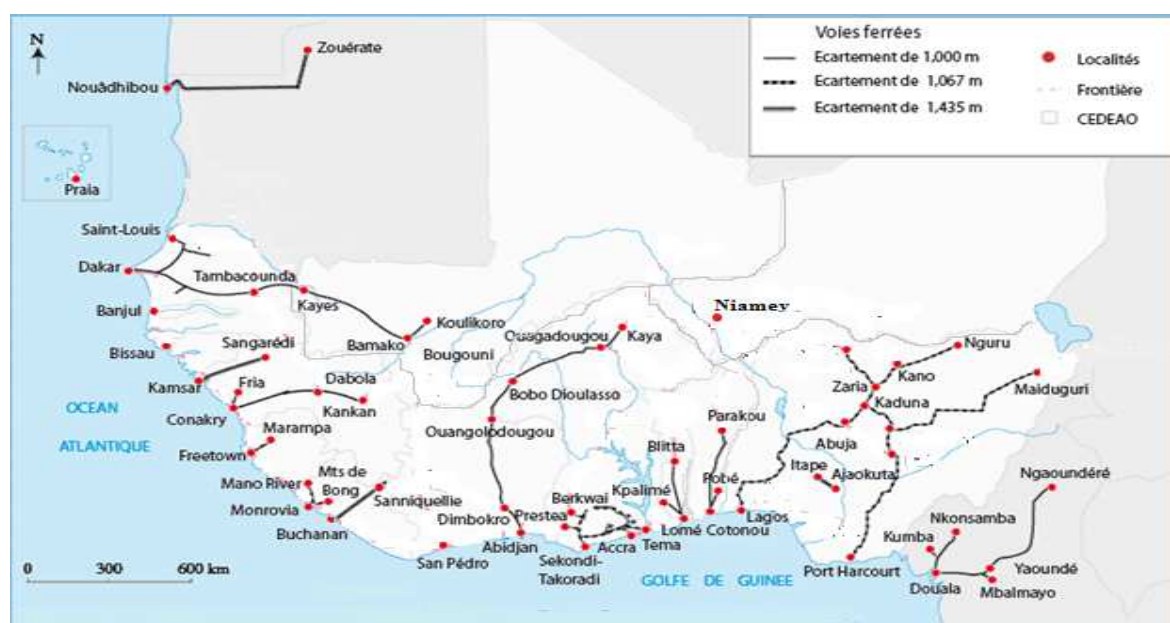 Voies ferrées
Ecartement de 1,000 m
Ecartement de 1,067 m
Ecartement de 1,435 m
Localités
Frontière
CEDEAO
N
Zouérate
Nouâdhibou
Praia
Saint-Louis
Dakar
Tambacounda
Kayes
Banjul
Koulikoro
Bamako
Bougouni
Bissau
Sangarédi
Kamsar
Fria
Dabola
Conakry
Kankan
OCEAN
ATLANTIQUE
Marampa
Freetown
Mano River
Mts de
Bong
Sanniquellie
Monrovia
Buchanan
Niamey
Ouagadougou
Kaya
Bobo Dioulasso
Ouangolodougou
Parakou
Blitta
Pobé
Kpalimé
Berkwai
Dimbokro
Prestea
Abidjan
San Pédro
Sekondi-
Takoradi
Accra
Tema
Lomé
Cotonou
Lagos
Nguru
Kano
Zaria
Kaduna
Maiduguri
Abuja
Itape
Ajaokuta
Ngaoundéré
Nkonsamba
Kumba
Port Harcourt
Douala
Yaoundé
Mbalmayo
GOLFE DE GUINEE
0 300 600 km